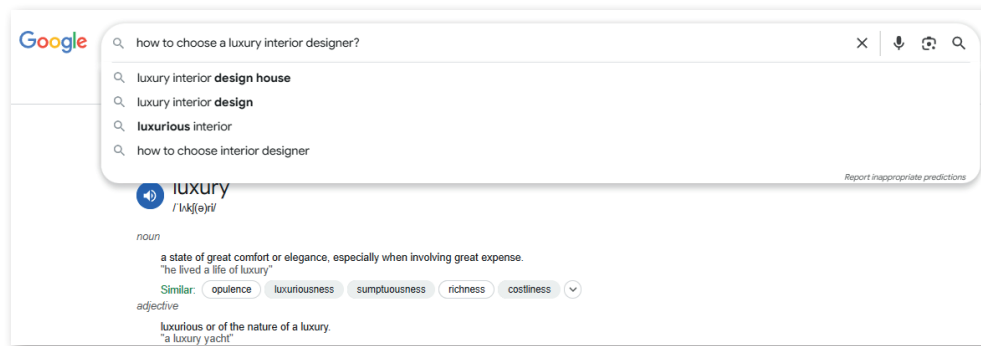 Google
how to choose a luxury interior designer?
luxury interior design house
luxury interior design
luxurious interior
how to choose interior designer
Report inappropriate predictions
luxury
/ˈlʌkʃ(ə)ri/
noun
a state of great comfort or elegance, especially when involving great expense.
"he lived a life of luxury"
Similar: opulence luxuriousness sumptuousness richness costliness
adjective
luxurious or of the nature of a luxury.
"a luxury yacht"